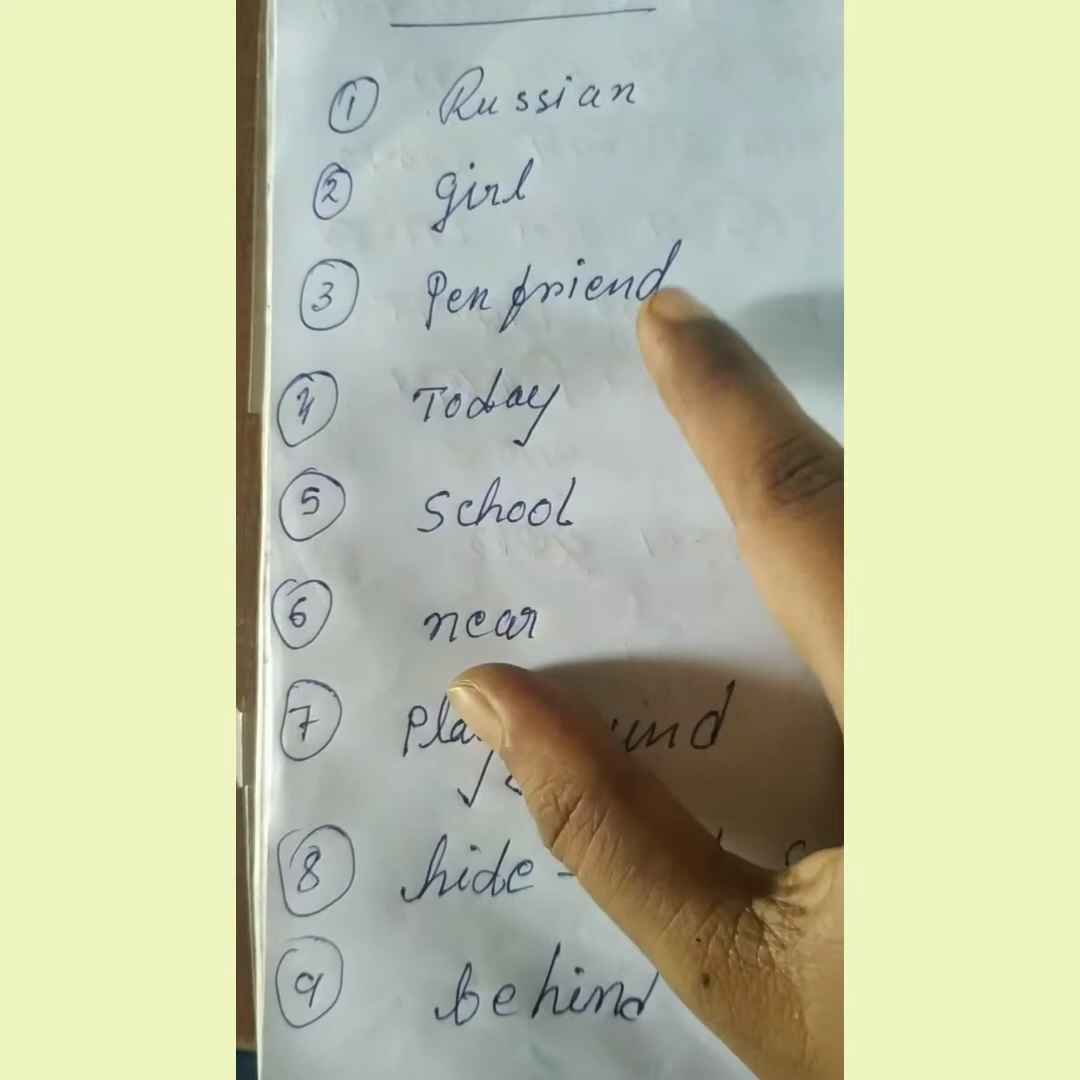 ① Russian
② girl
③ Pen friend
④ Today
⑤ School
⑥ near
⑦
⑧ hide -
⑨ behind